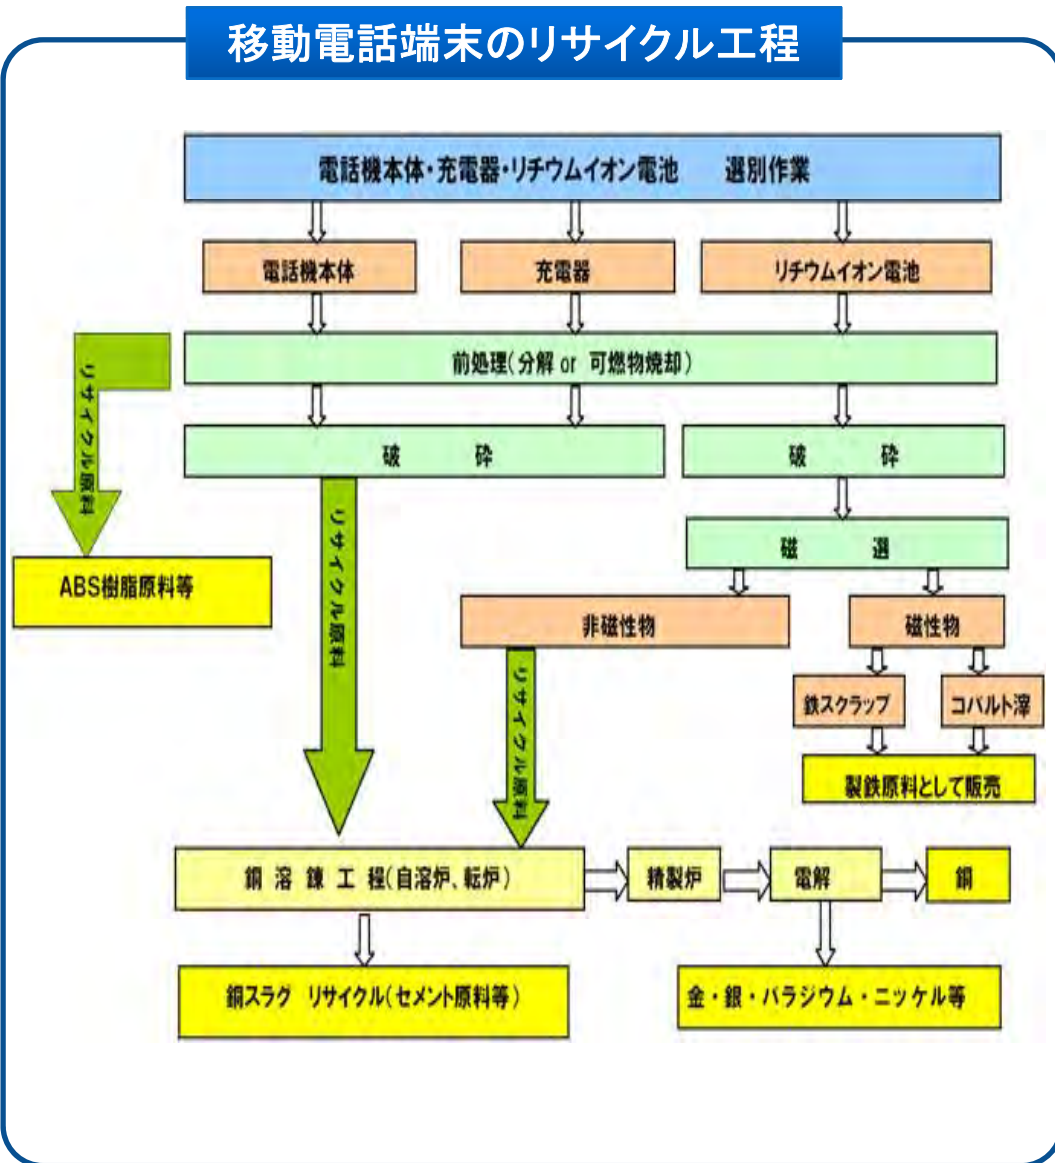 移動電話端末のリサイクル工程
電話機本体・充電器・リチウムイオン電池　選別作業
電話機本体
充電器
リチウムイオン電池
前処理(分解 or 可燃物焼却)
リサイクル原料
破　砕
破　砕
リサイクル原料
磁　選
ABS樹脂原料等
非磁性物
磁性物
リサイクル原料
鉄スクラップ
コバルト滓
製鉄原料として販売
銅 溶 錬 工 程(自溶炉、転炉)
精製炉
電解
銅
銅スラグ　リサイクル(セメント原料等)
金・銀・パラジウム・ニッケル等